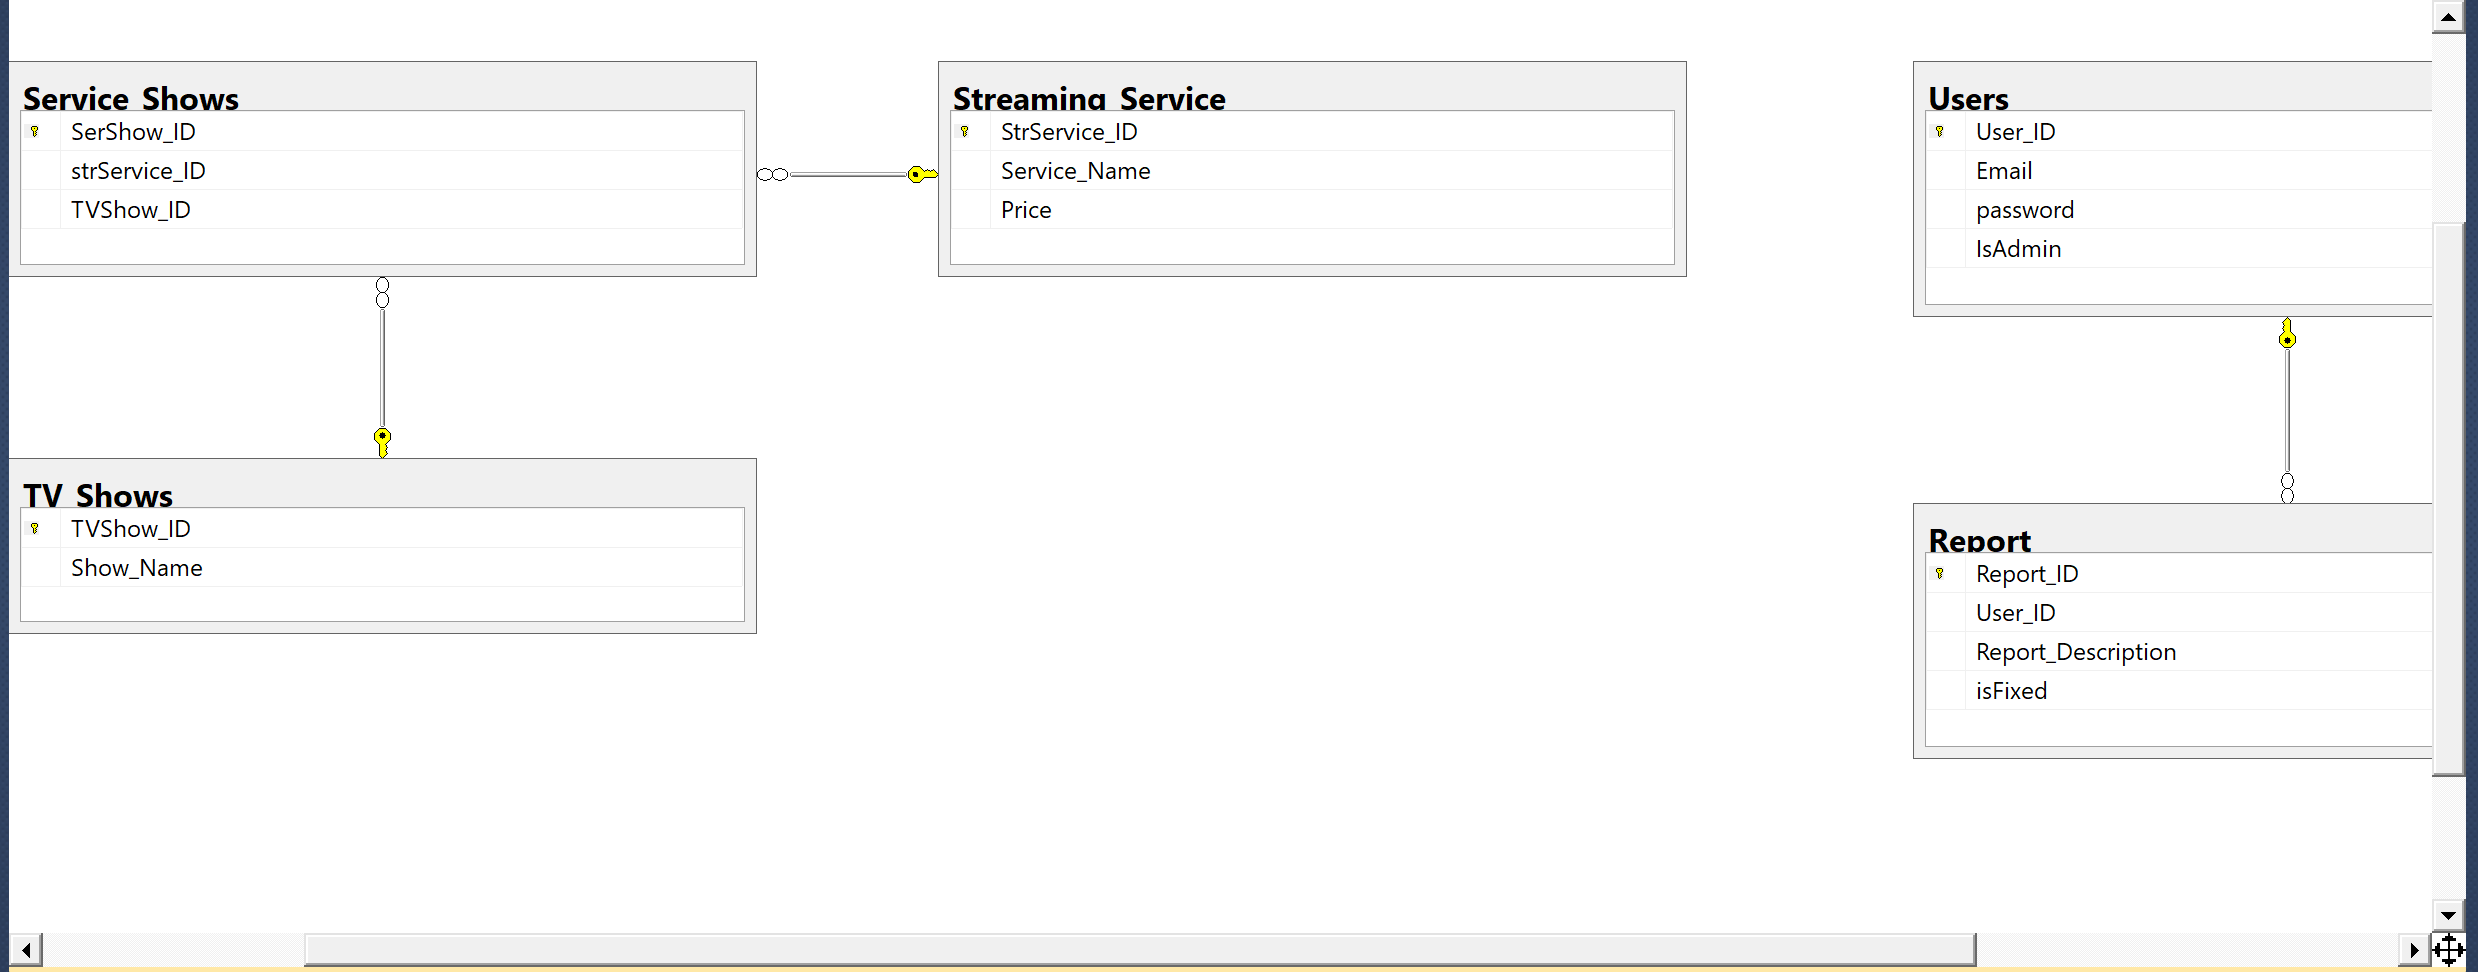 Service_Shows
SerShow_ID
strService_ID
TVShow_ID
Streaming_Service
StrService_ID
Service_Name
Price
Users
User_ID
Email
password
IsAdmin
TV_Shows
TVShow_ID
Show_Name
Report
Report_ID
User_ID
Report_Description
isFixed